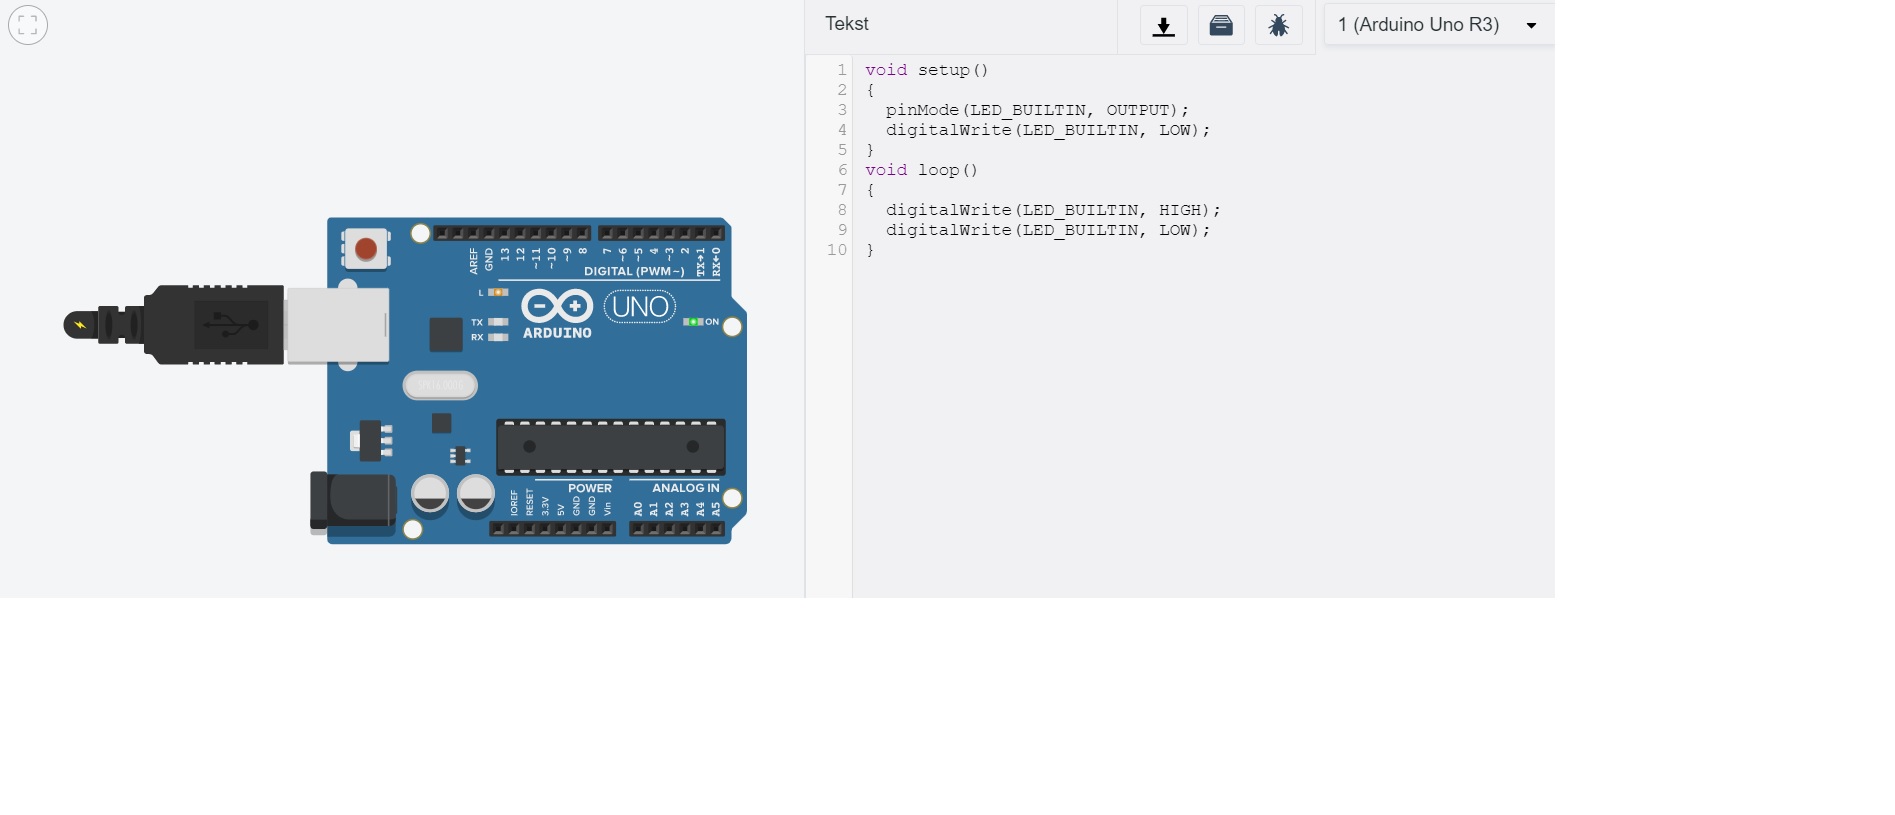 Tekst
1 (Arduino Uno R3)
1 void setup()
2 {
3   pinMode(LED_BUILTIN, OUTPUT);
4   digitalWrite(LED_BUILTIN, LOW);
5 }
6 void loop()
7 {
8   digitalWrite(LED_BUILTIN, HIGH);
9   digitalWrite(LED_BUILTIN, LOW);
10 }
AREF GND 13 12 ~11 ~10 ~9 8 7 ~6 ~5 4 ~3 2 TX→1 RX←0
DIGITAL (PWM~)
L
UNO
TX
ON
ARDUINO
RX
POWER
ANALOG IN
IOREF RESET 3.3V 5V GND GND Vin A0 A1 A2 A3 A4 A5